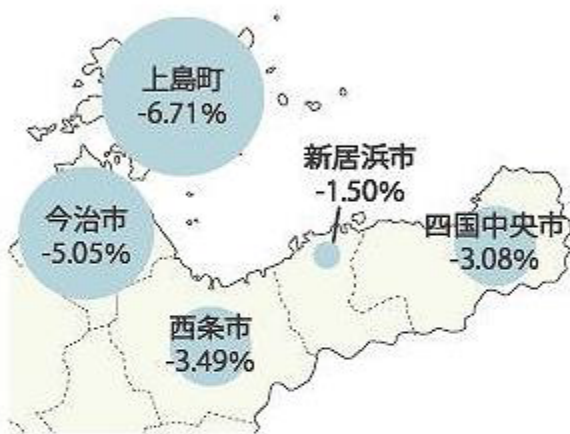 上島町
-6.71%
新居浜市
-1.50%
今治市
-5.05%
四国中央市
-3.08%
西条市
-3.49%